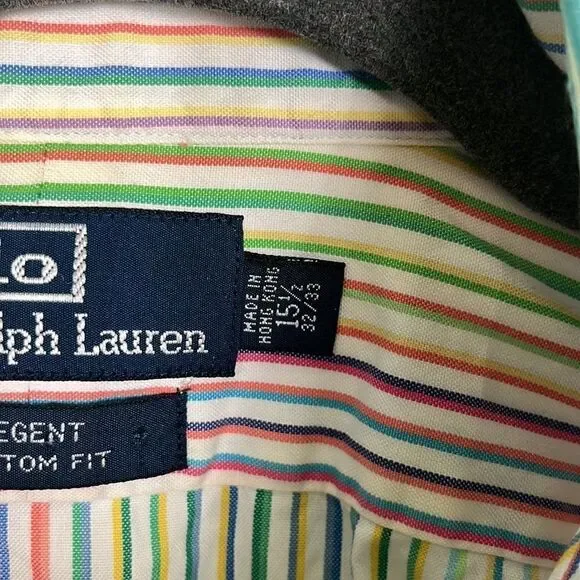 lo
lph Lauren
MADE IN
HONG KONG
15½
32/33
EGENT
TOM FIT